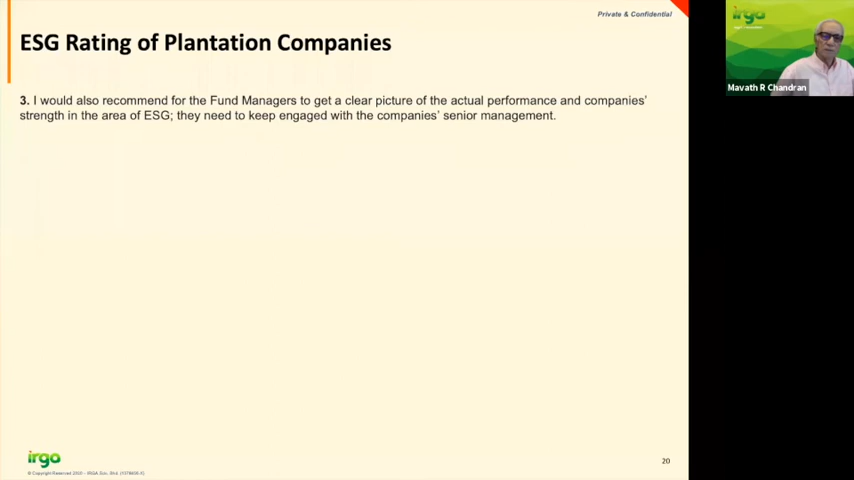 Private & Confidential
ESG Rating of Plantation Companies
3. I would also recommend for the Fund Managers to get a clear picture of the actual performance and companies'
strength in the area of ESG; they need to keep engaged with the companies' senior management.
irgo
© Copyright Reserved
20
irgo
Mavath R Chandran